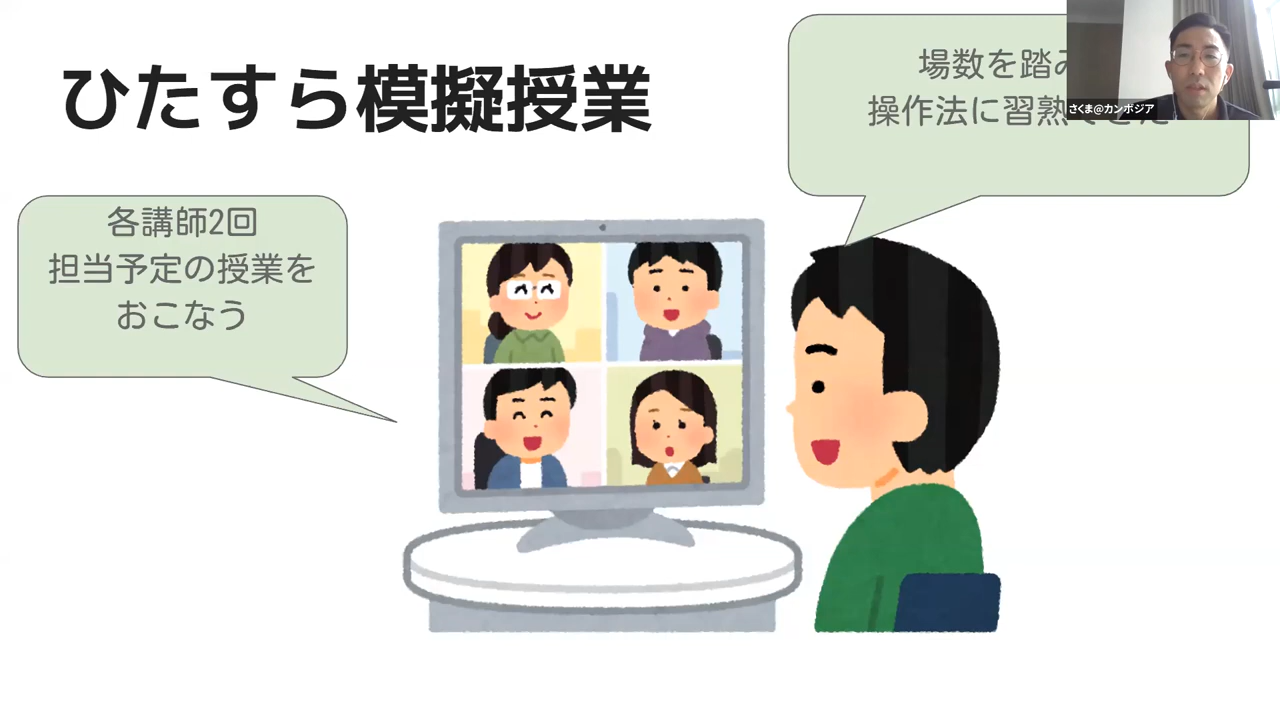 ひたすら模擬授業
場数を踏み
操作法に習熟
さくま@カンボジア
各講師2回
担当予定の授業を
おこなう